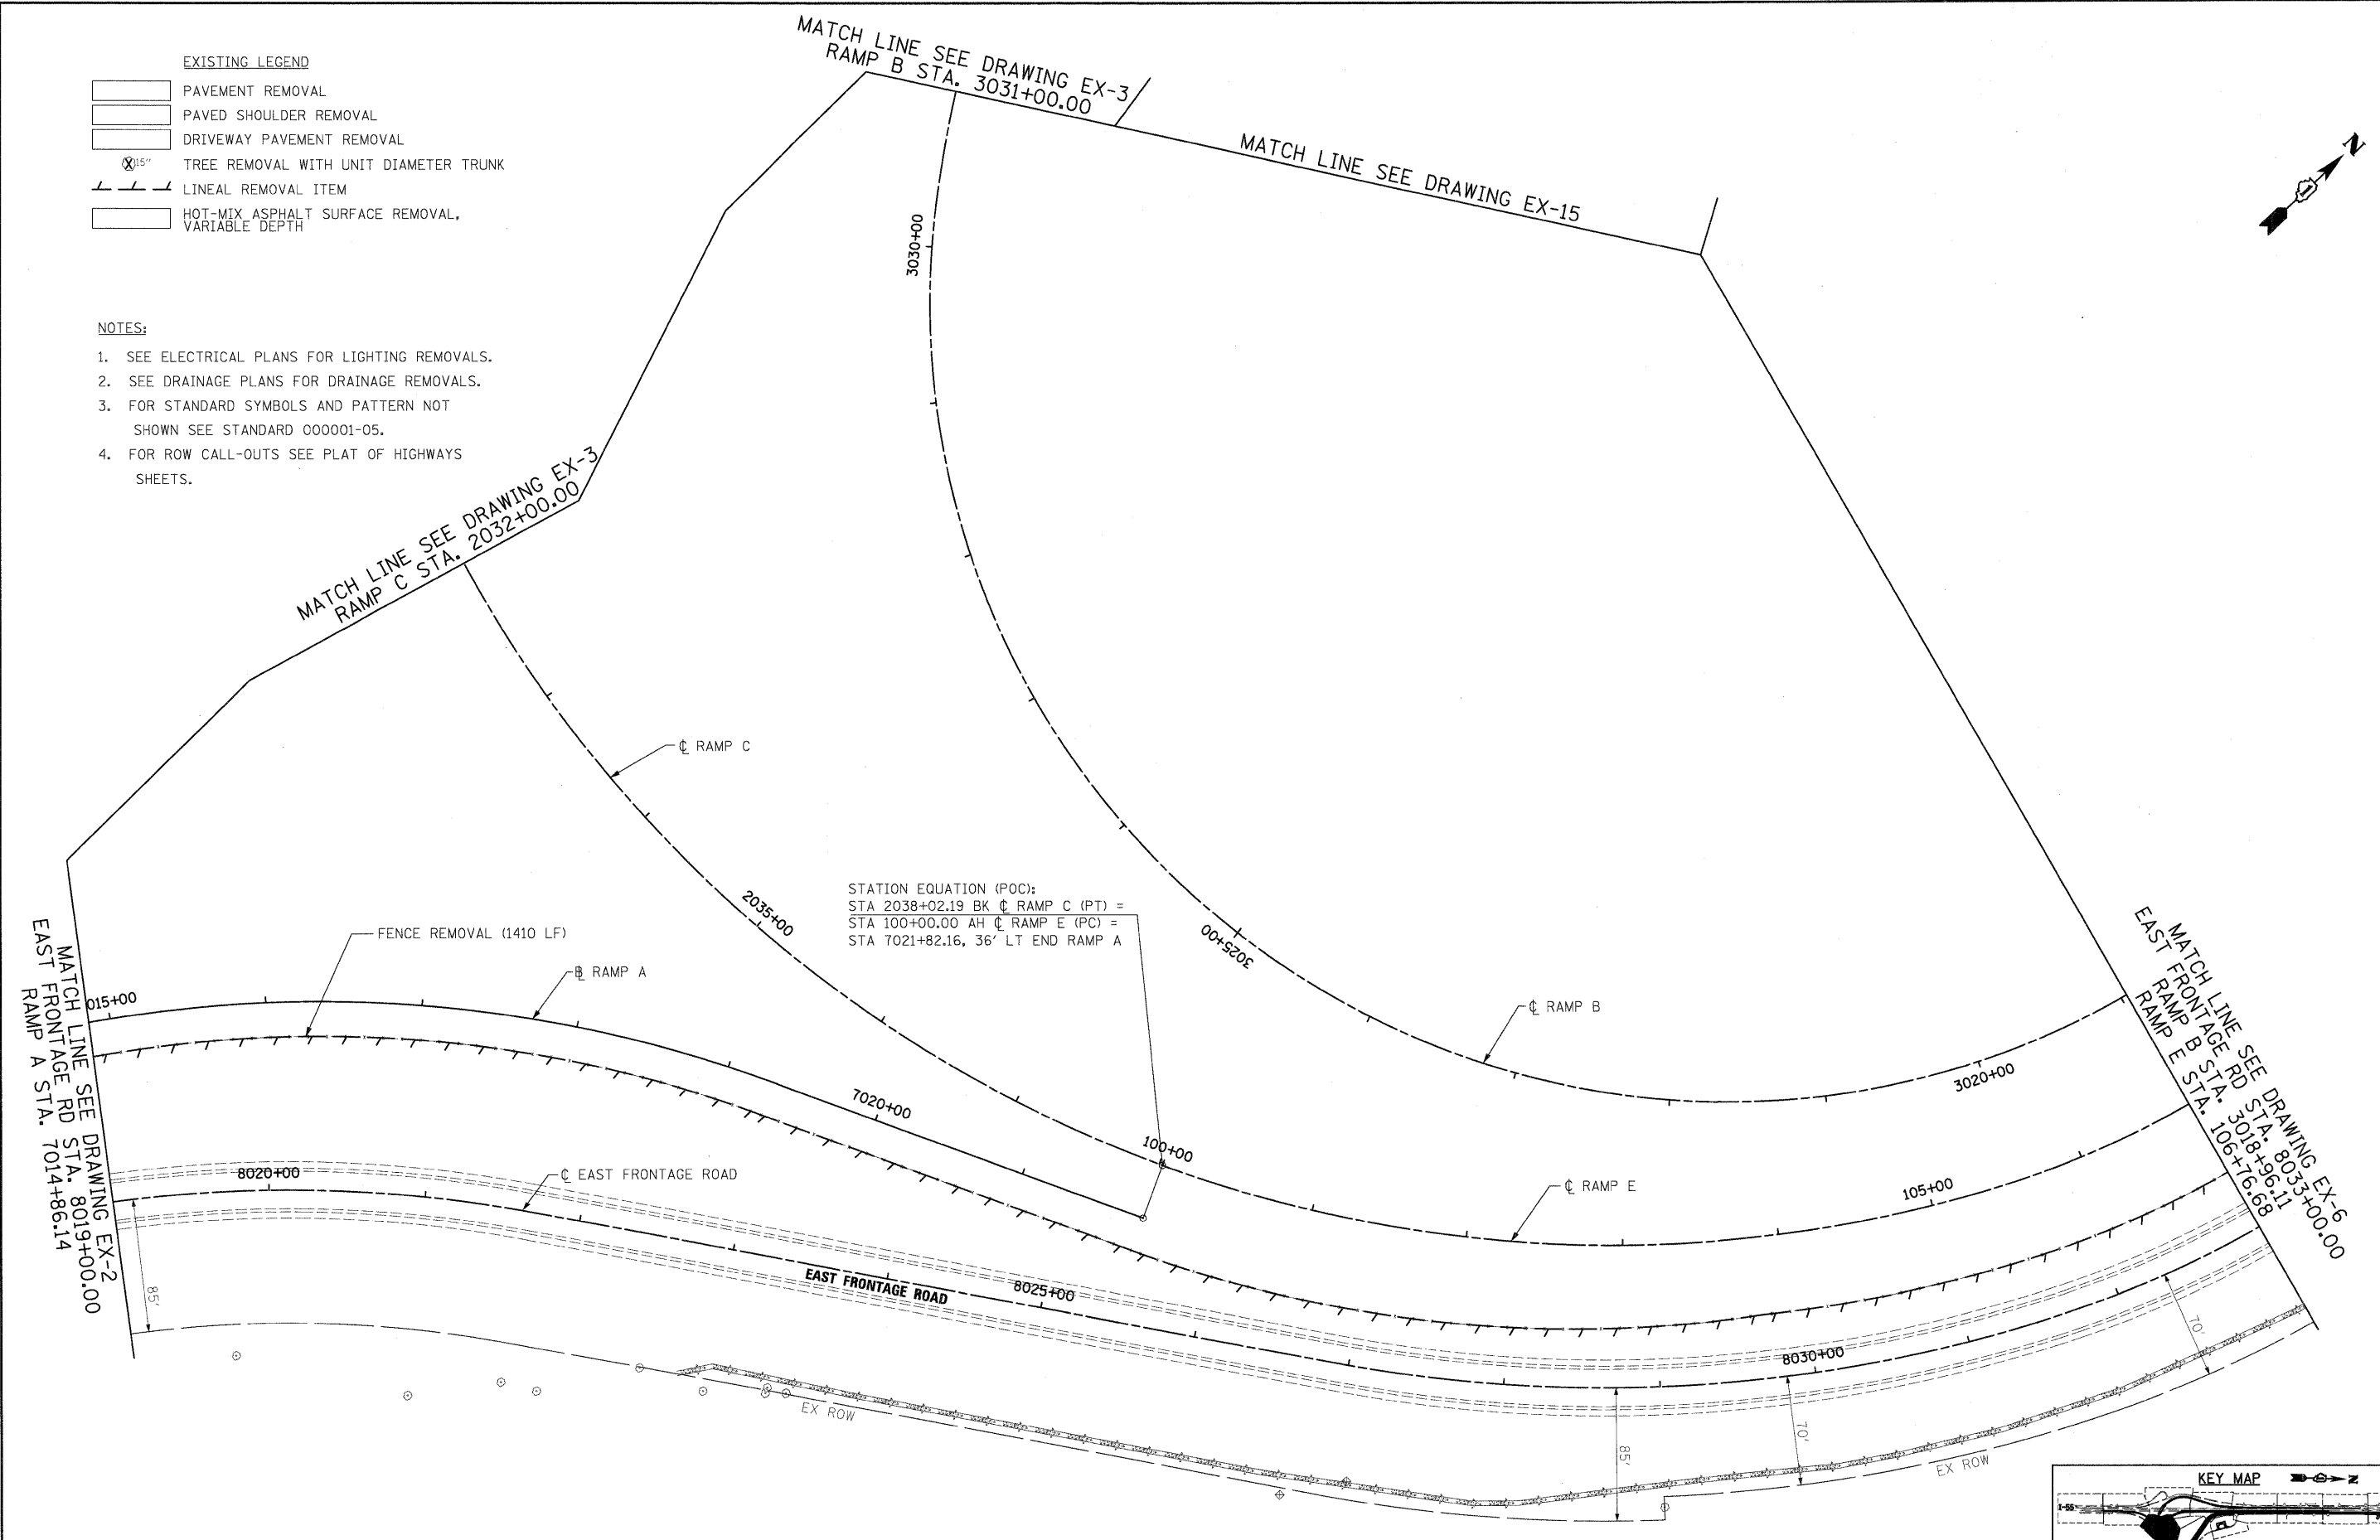 MATCH LINE SEE DRAWING EX-3
RAMP B STA. 3031+00.00
MATCH LINE SEE DRAWING EX-15
N
EXISTING LEGEND
PAVEMENT REMOVAL
PAVED SHOULDER REMOVAL
DRIVEWAY PAVEMENT REMOVAL
15"
TREE REMOVAL WITH UNIT DIAMETER TRUNK
LINEAL REMOVAL ITEM
HOT-MIX ASPHALT SURFACE REMOVAL,
VARIABLE DEPTH
NOTES:
1. SEE ELECTRICAL PLANS FOR LIGHTING REMOVALS.
2. SEE DRAINAGE PLANS FOR DRAINAGE REMOVALS.
3. FOR STANDARD SYMBOLS AND PATTERN NOT
SHOWN SEE STANDARD 000001-05.
4. FOR ROW CALL-OUTS SEE PLAT OF HIGHWAYS
SHEETS.
3030+00
MATCH LINE SEE DRAWING EX-3
RAMP C STA. 2032+00.00
℄ RAMP C
2035+00
STATION EQUATION (POC):
STA 2038+02.19 BK ℄ RAMP C (PT) =
STA 100+00.00 AH ℄ RAMP E (PC) =
STA 7021+82.16, 36' LT END RAMP A
3025+00
FENCE REMOVAL (1410 LF)
BL RAMP A
015+00
℄ RAMP B
3020+00
7020+00
100+00
MATCH LINE SEE DRAWING EX-2
EAST FRONTAGE RD STA. 8019+00.00
RAMP A STA. 7014+86.14
8020+00
℄ EAST FRONTAGE ROAD
℄ RAMP E
105+00
MATCH LINE SEE DRAWING EX-6
EAST FRONTAGE RD STA. 8033+00.00
RAMP B STA. 3018+96.11
RAMP E STA. 106+76.68
EAST FRONTAGE ROAD
8025+00
8030+00
85'
85'
70'
70'
EX ROW
EX ROW
KEY MAP
Z
I-55